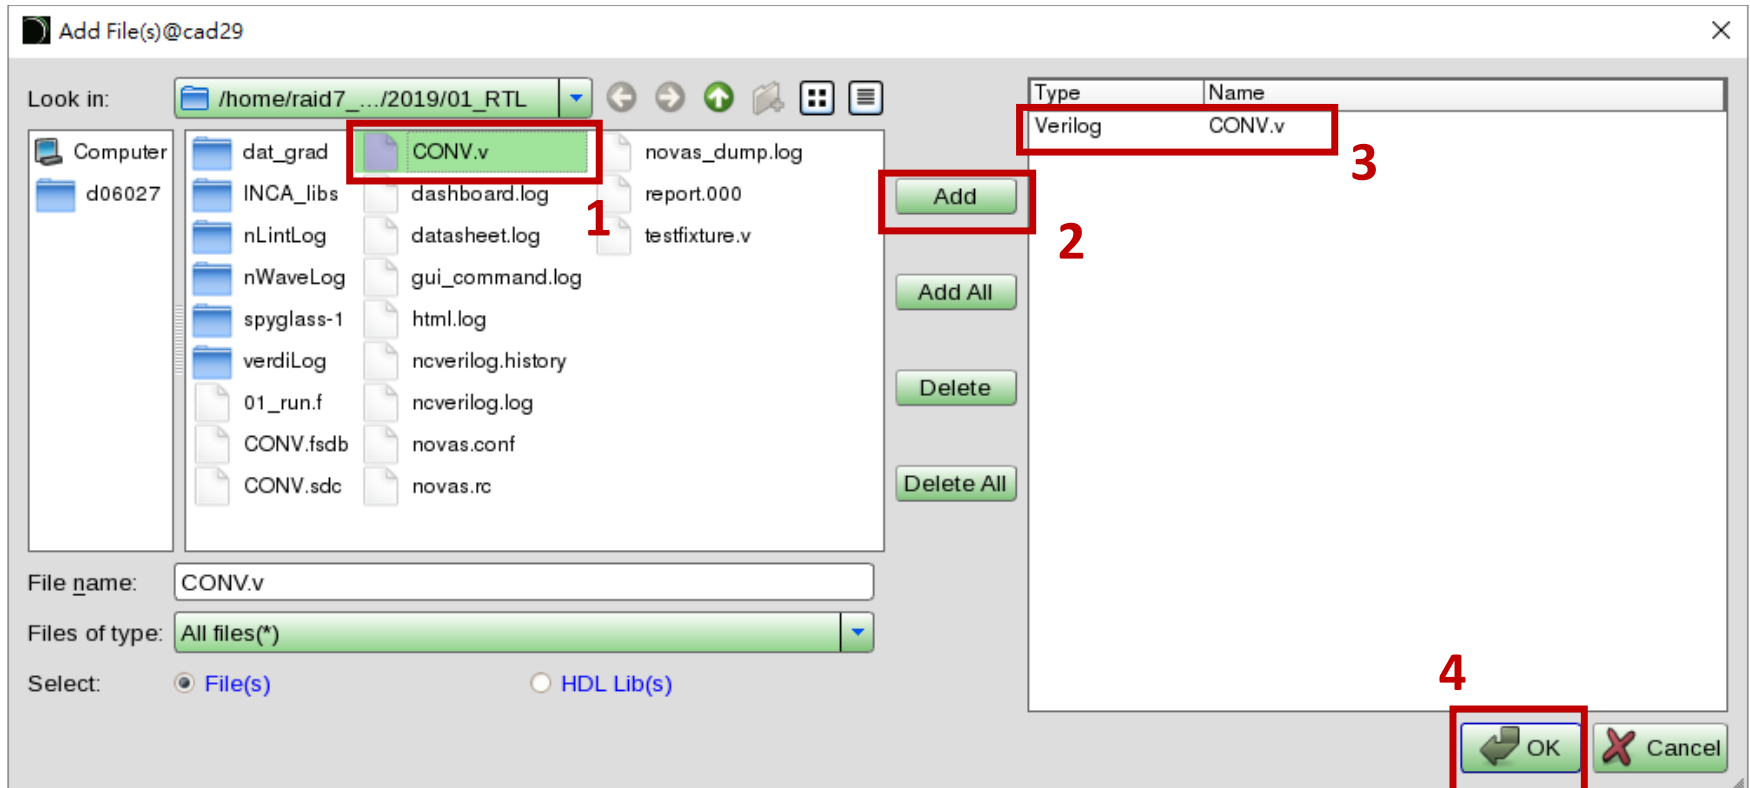 Add File(s)@cad29
Look in:
/home/raid7_.../2019/01_RTL
Computer
d06027
dat_grad
INCA_libs
nLintLog
nWaveLog
spyglass-1
verdiLog
01_run.f
CONV.fsdb
CONV.sdc
CONV.v
dashboard.log
datasheet.log
gui_command.log
html.log
ncverilog.history
ncverilog.log
novas.conf
novas.rc
novas_dump.log
report.000
testfixture.v
1
Add
2
Add All
Delete
Delete All
Type Name
Verilog CONV.v
3
File name: CONV.v
Files of type: All files(*)
Select: File(s) HDL Lib(s)
4
OK Cancel